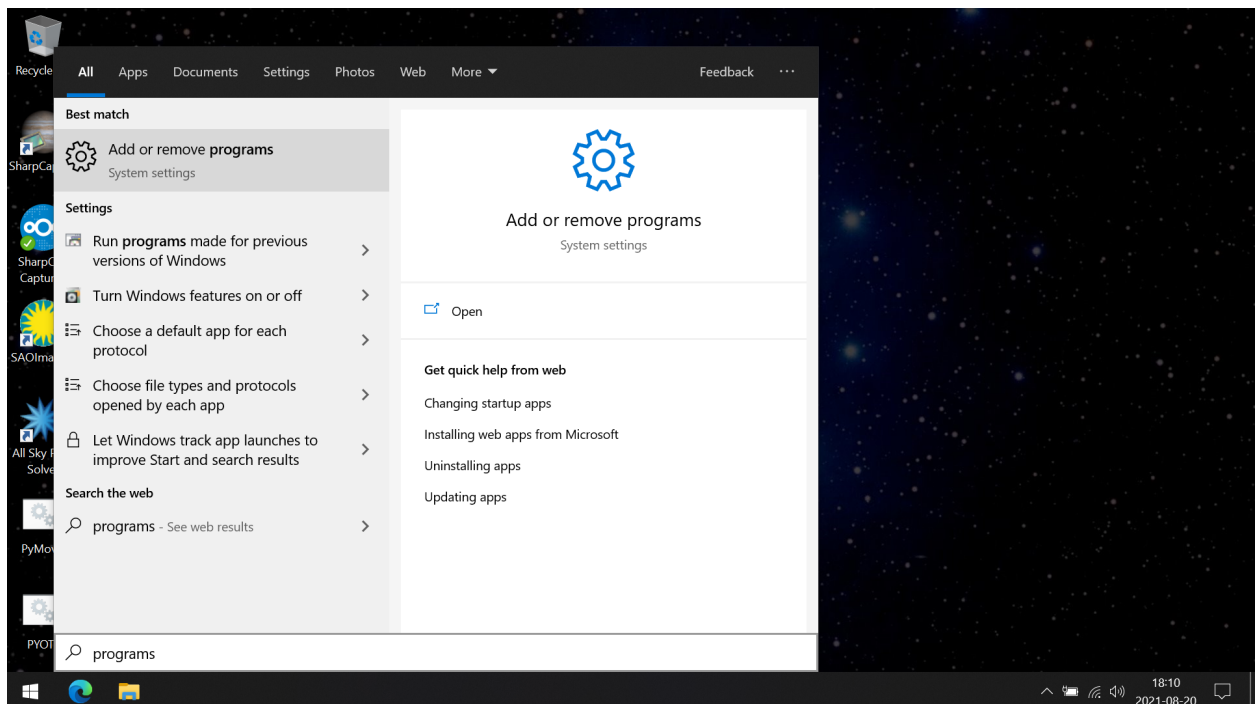 Recycle
SharpCa
SharpC
Captur
SAOIma
All Sky
Solve
PyMo
PYOT
All Apps Documents Settings Photos Web More Feedback ...
Best match
Add or remove programs
System settings
Settings
Run programs made for previous
versions of Windows
Turn Windows features on or off
Choose a default app for each
protocol
Choose file types and protocols
opened by each app
Let Windows track app launches to
improve Start and search results
Search the web
programs - See web results
Add or remove programs
System settings
Open
Get quick help from web
Changing startup apps
Installing web apps from Microsoft
Uninstalling apps
Updating apps
programs
18:10
2021-08-20